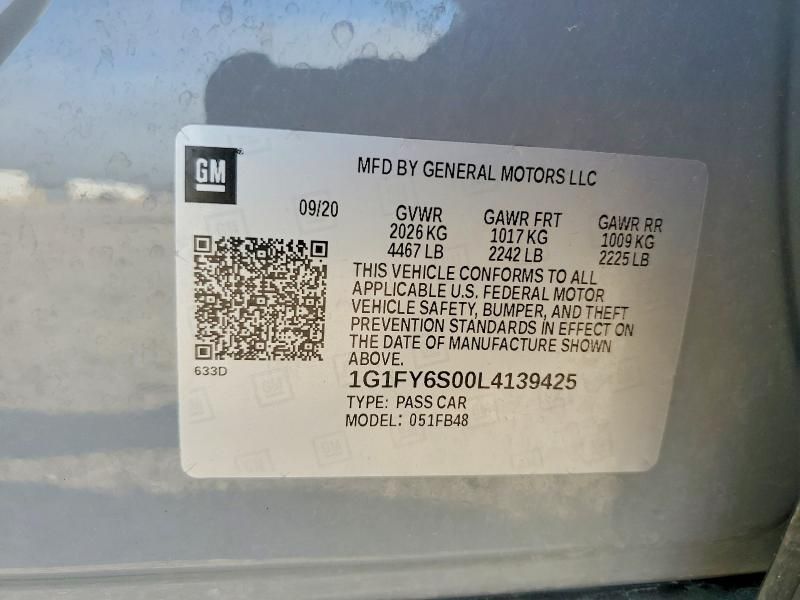 GM
MFD BY GENERAL MOTORS LLC
09/20
GVWR
2026 KG
4467 LB
GAWR FRT
1017 KG
2242 LB
GAWR RR
1009 KG
2225 LB
THIS VEHICLE CONFORMS TO ALL
APPLICABLE U.S. FEDERAL MOTOR
VEHICLE SAFETY, BUMPER, AND THEFT
PREVENTION STANDARDS IN EFFECT ON
THE DATE OF MANUFACTURE SHOWN
ABOVE.
633D
1G1FY6S00L4139425
TYPE: PASS CAR
MODEL: 051FB48